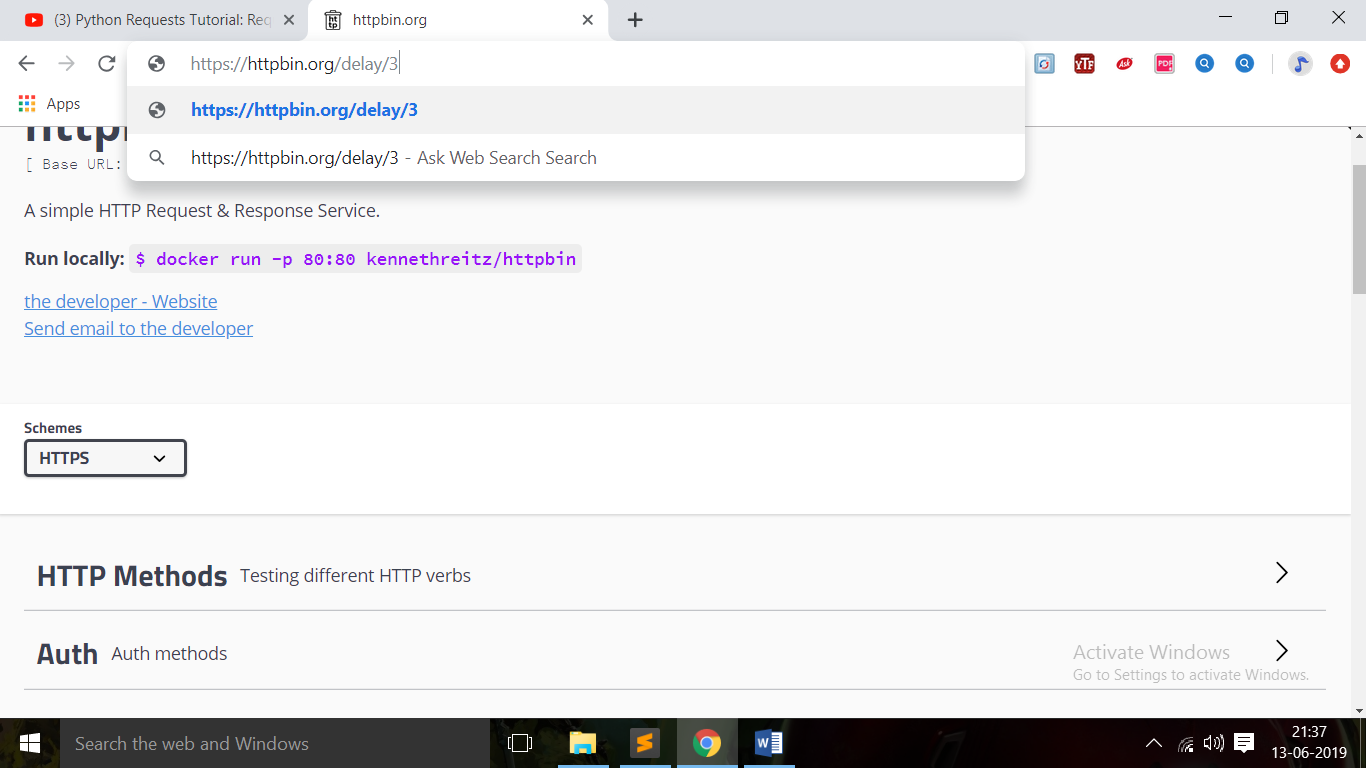 (3) Python Requests Tutorial: Req
httpbin.org
https://httpbin.org/delay/3
https://httpbin.org/delay/3
https://httpbin.org/delay/3 - Ask Web Search Search
Ask
YTF
PDF
Apps
[ Base URL:
A simple HTTP Request & Response Service.
Run locally: $ docker run -p 80:80 kennethreitz/httpbin
the developer - Website
Send email to the developer
Schemes
HTTPS
HTTP Methods Testing different HTTP verbs
Auth Auth methods
Activate Windows
Go to Settings to activate Windows.
Search the web and Windows
21:37
13-06-2019